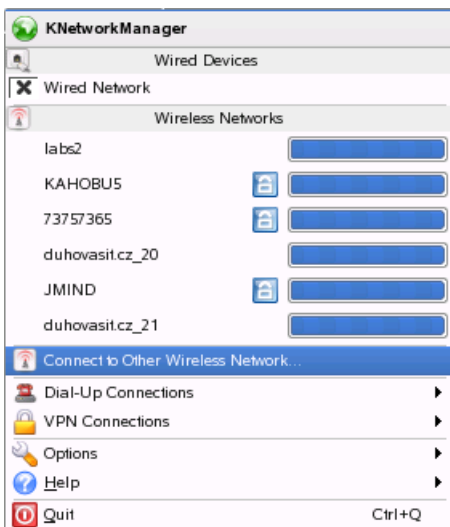 KNetworkManager
Wired Devices
Wired Network
Wireless Networks
labs2
KAHOBU5
73757365
duhovasit.cz_20
JMIND
duhovasit.cz_21
Connect to Other Wireless Network...
Dial-Up Connections
VPN Connections
Options
Help
Quit Ctrl+Q